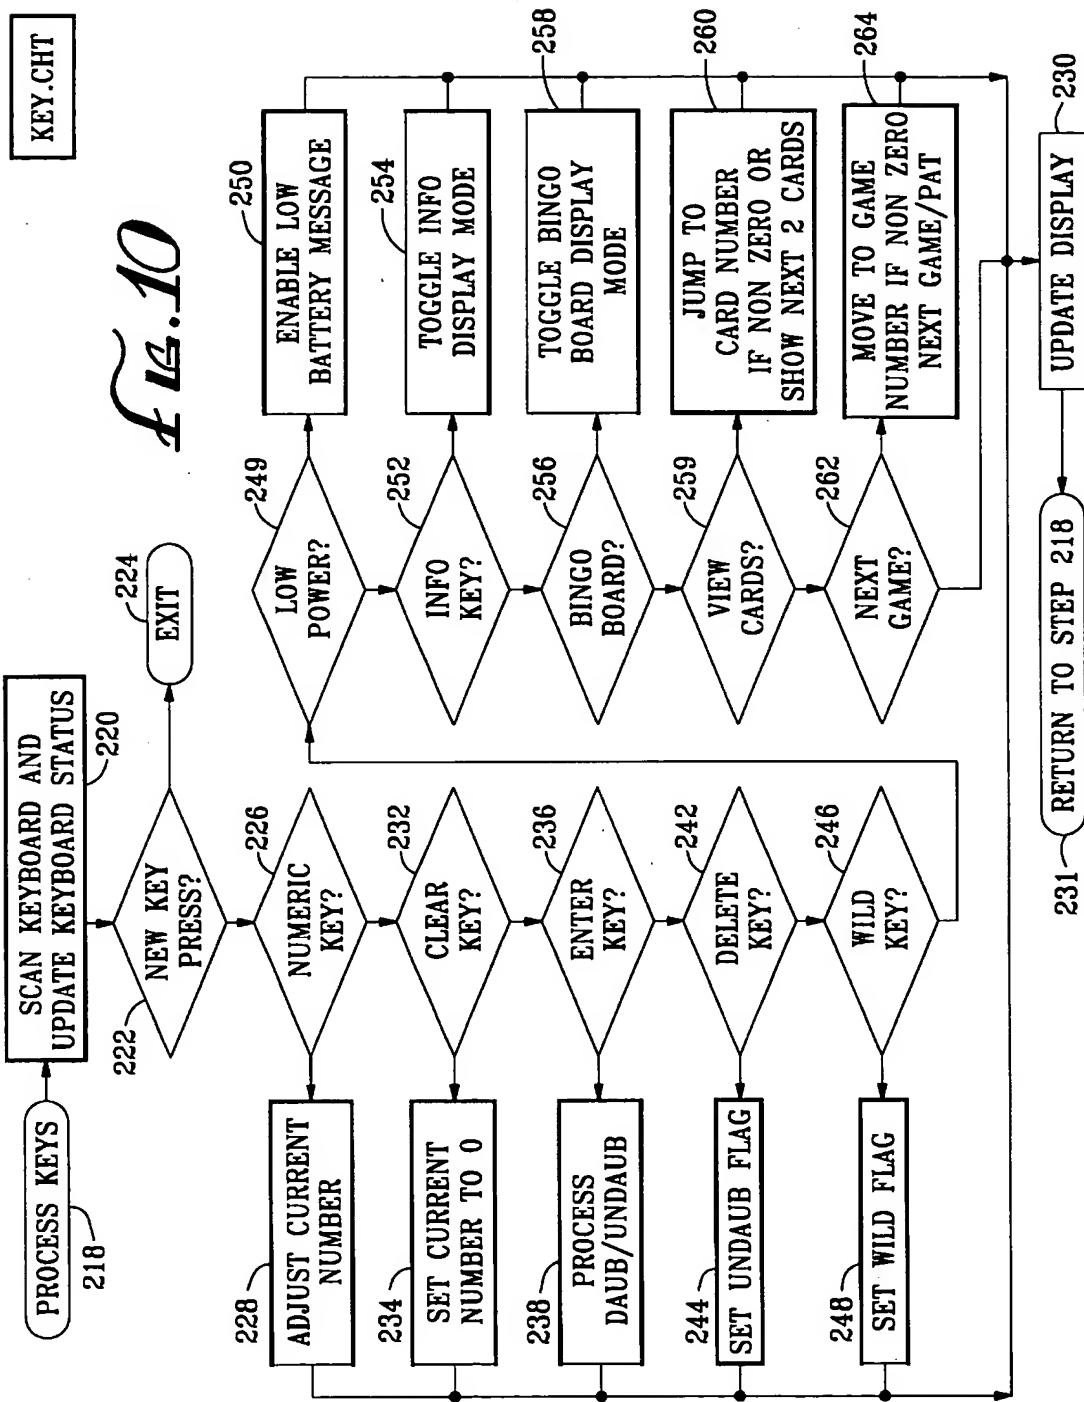 KEY.CHT
FIG.10
PROCESS KEYS
218
SCAN KEYBOARD AND
UPDATE KEYBOARD STATUS
220
NEW KEY
PRESS?
222
EXIT
224
NUMERIC
KEY?
226
ADJUST CURRENT
NUMBER
228
CLEAR
KEY?
232
SET CURRENT
NUMBER TO 0
234
ENTER
KEY?
236
PROCESS
DAUB/UNDAUB
238
DELETE
KEY?
242
SET UNDAUB FLAG
244
WILD
KEY?
246
SET WILD FLAG
248
LOW
POWER?
249
ENABLE LOW
BATTERY MESSAGE
250
INFO
KEY?
252
TOGGLE INFO
DISPLAY MODE
254
BINGO
BOARD?
256
TOGGLE BINGO
BOARD DISPLAY
MODE
258
VIEW
CARDS?
259
JUMP TO
CARD NUMBER
IF NON ZERO OR
SHOW NEXT 2 CARDS
260
NEXT
GAME?
262
MOVE TO GAME
NUMBER IF NON ZERO
NEXT GAME/PAT
264
UPDATE DISPLAY
230
RETURN TO STEP 218
231